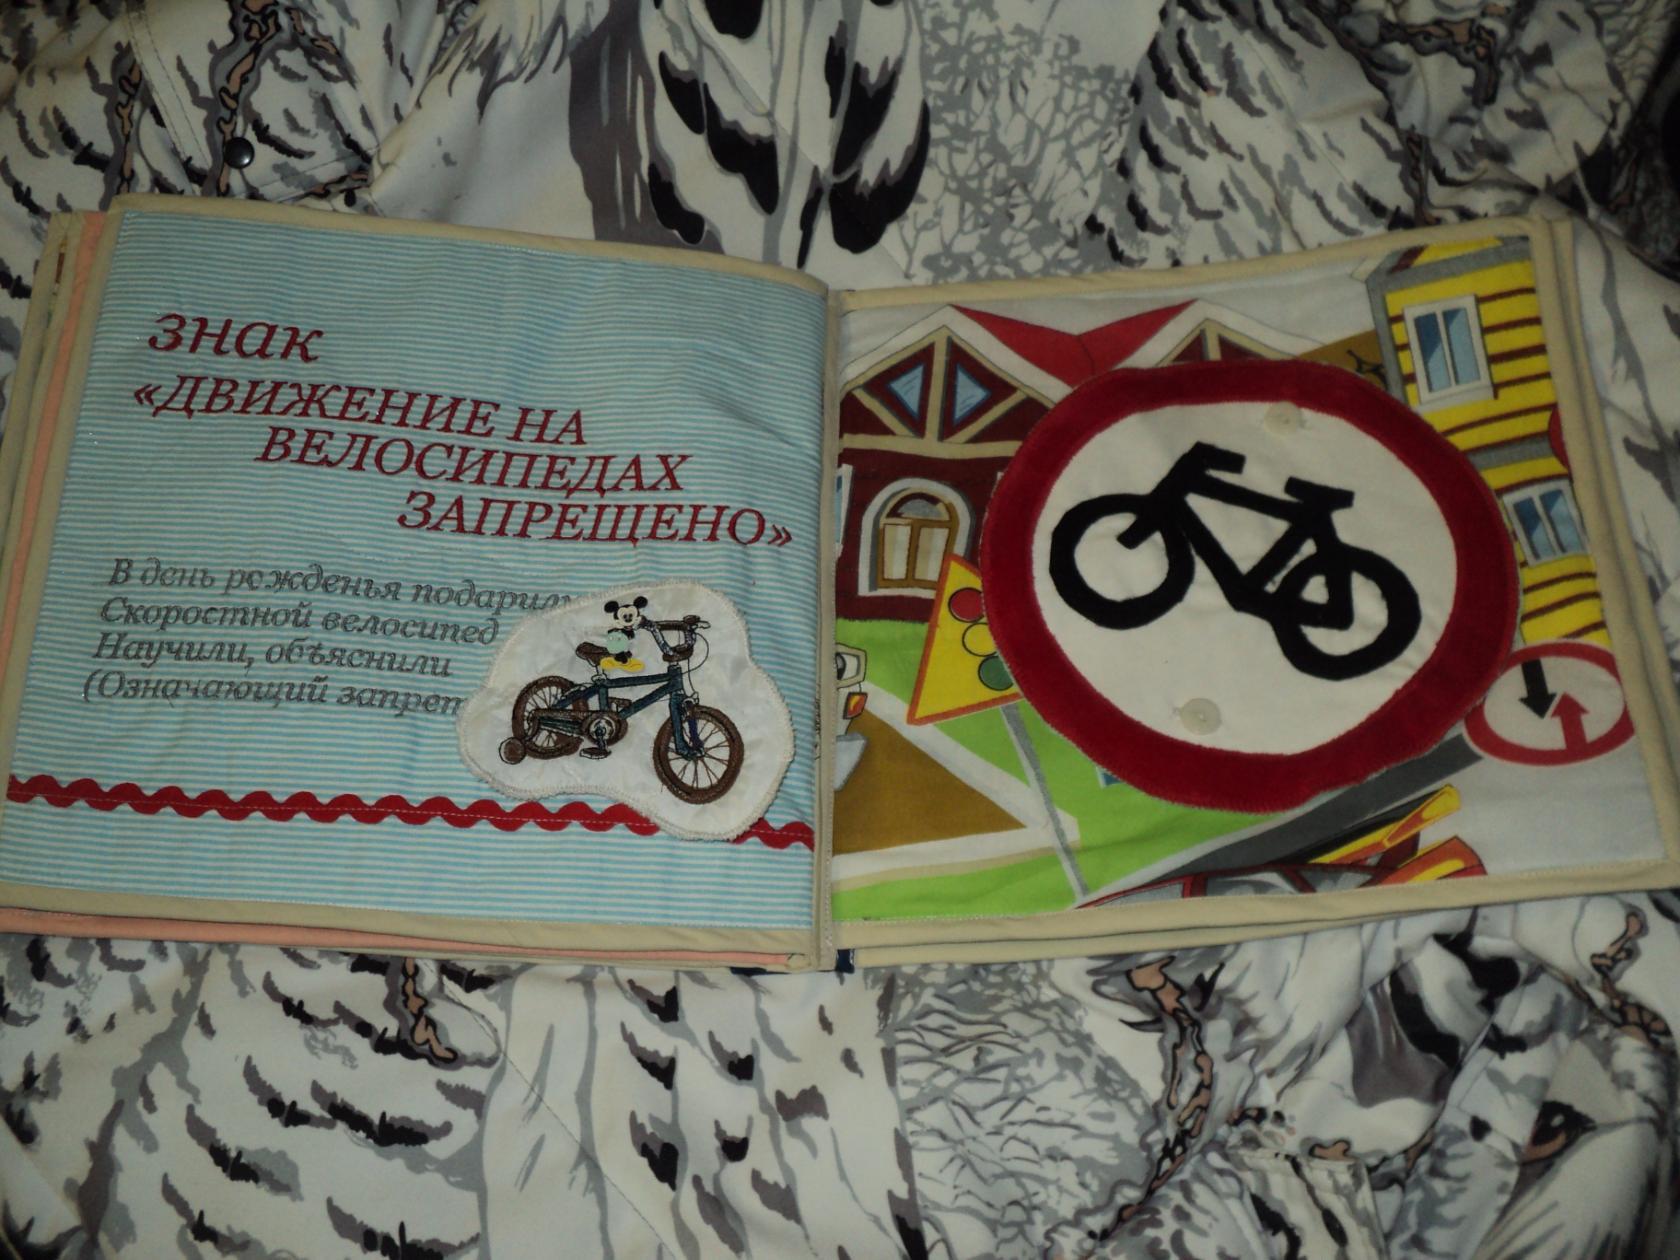 знак
«ДВИЖЕНИЕ НА
ВЕЛОСИПЕДАХ
ЗАПРЕЩЕНО»
В день рожденья подарили
Скоростной велосипед
Научили, объяснили
(Означающий запрет